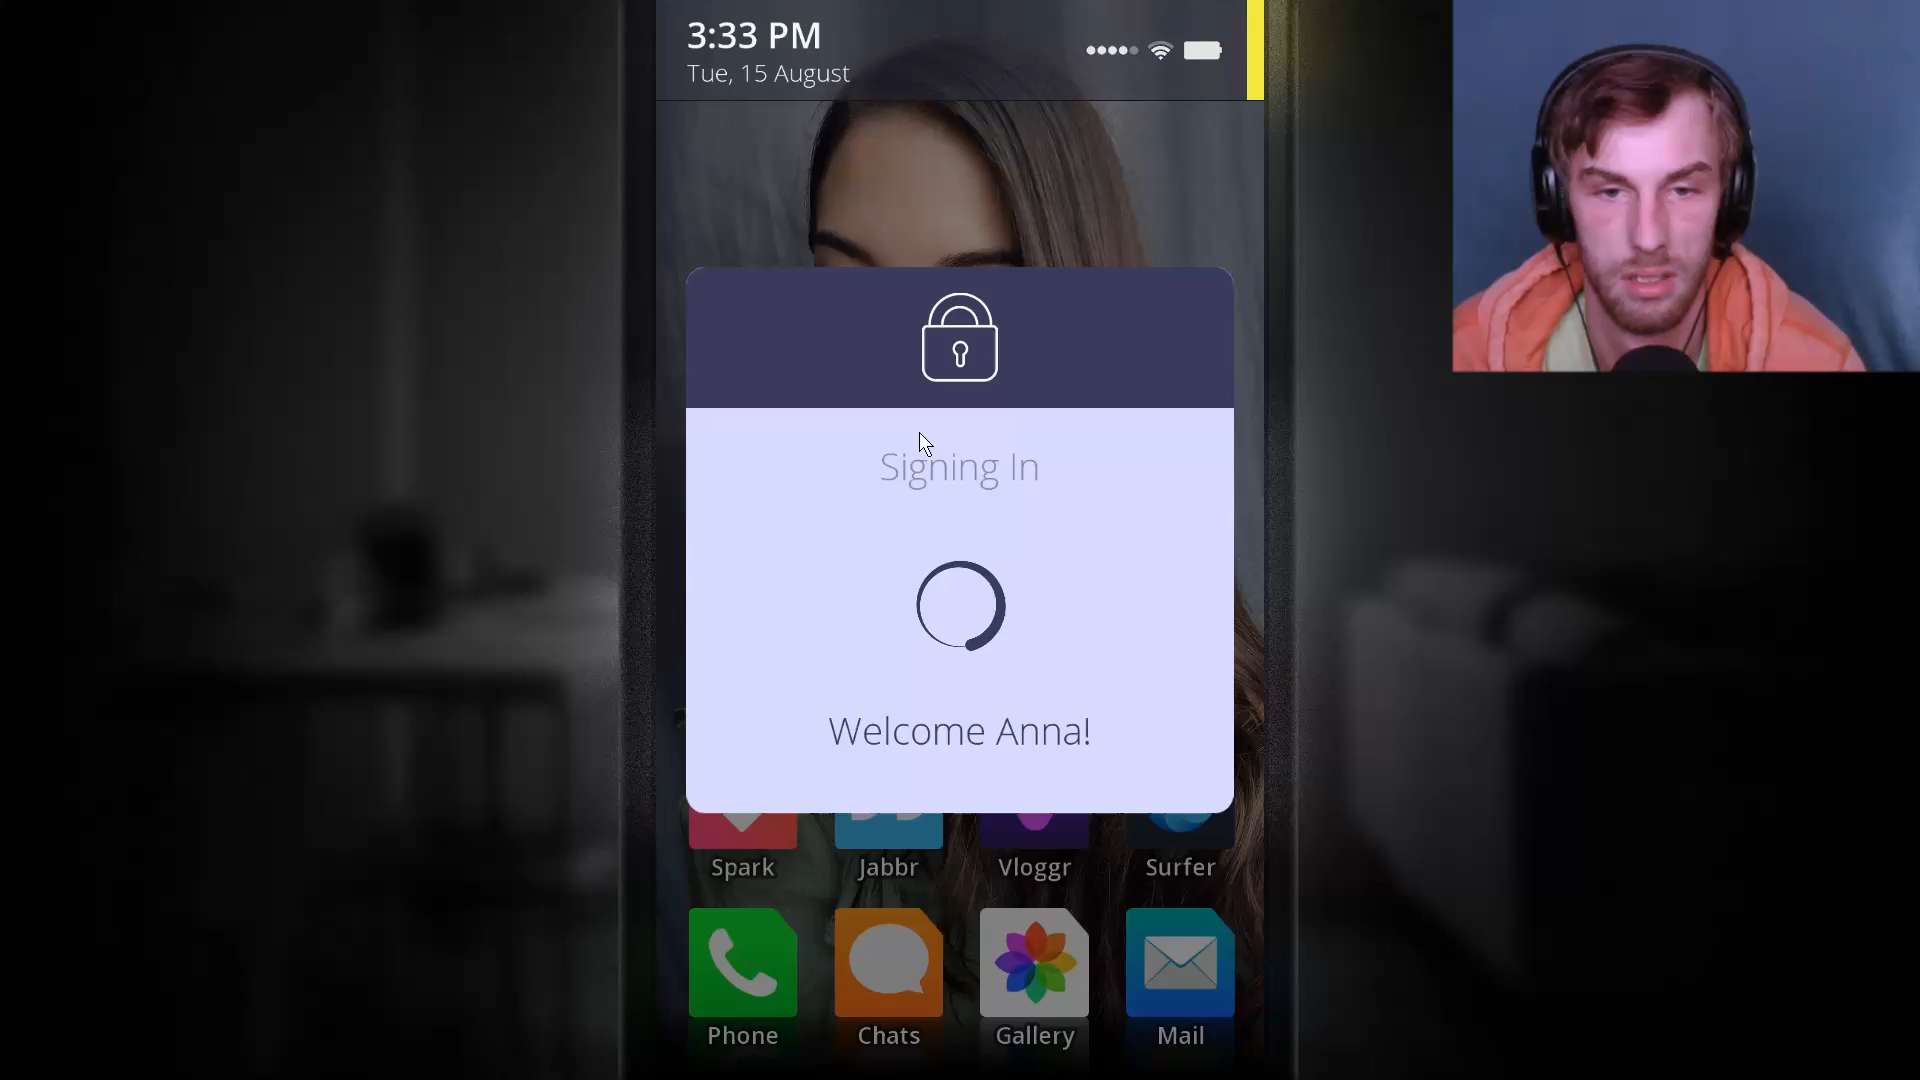 3:33 PM
Tue, 15 August
Signing In
Welcome Anna!
Spark
Jabbr
Vloggr
Surfer
Phone
Chats
Gallery
Mail